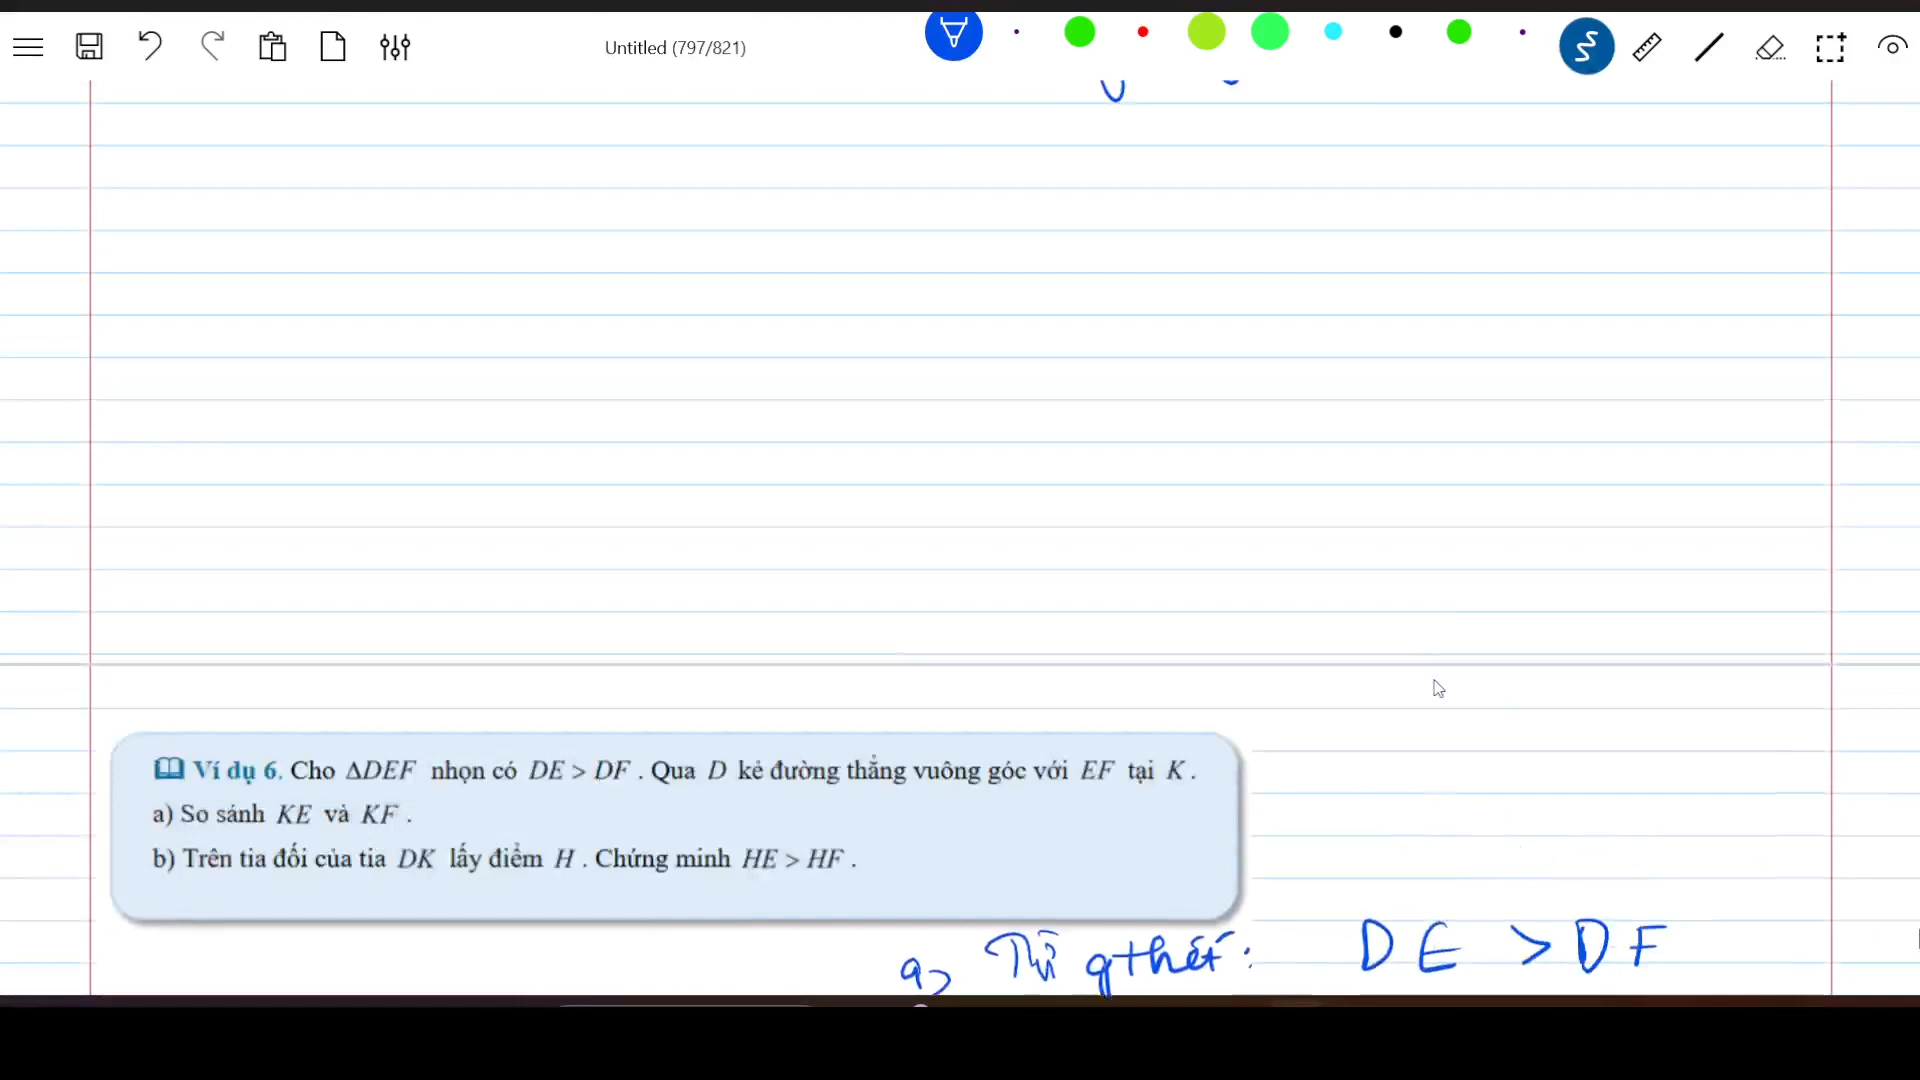 Untitled (797/821)
Ví dụ 6. Cho ΔDEF nhọn có DE > DF . Qua D kẻ đường thẳng vuông góc với EF tại K .
a) So sánh KE và KF .
b) Trên tia đối của tia DK lấy điểm H . Chứng minh HE > HF .
a) Từ gthết: DE > DF